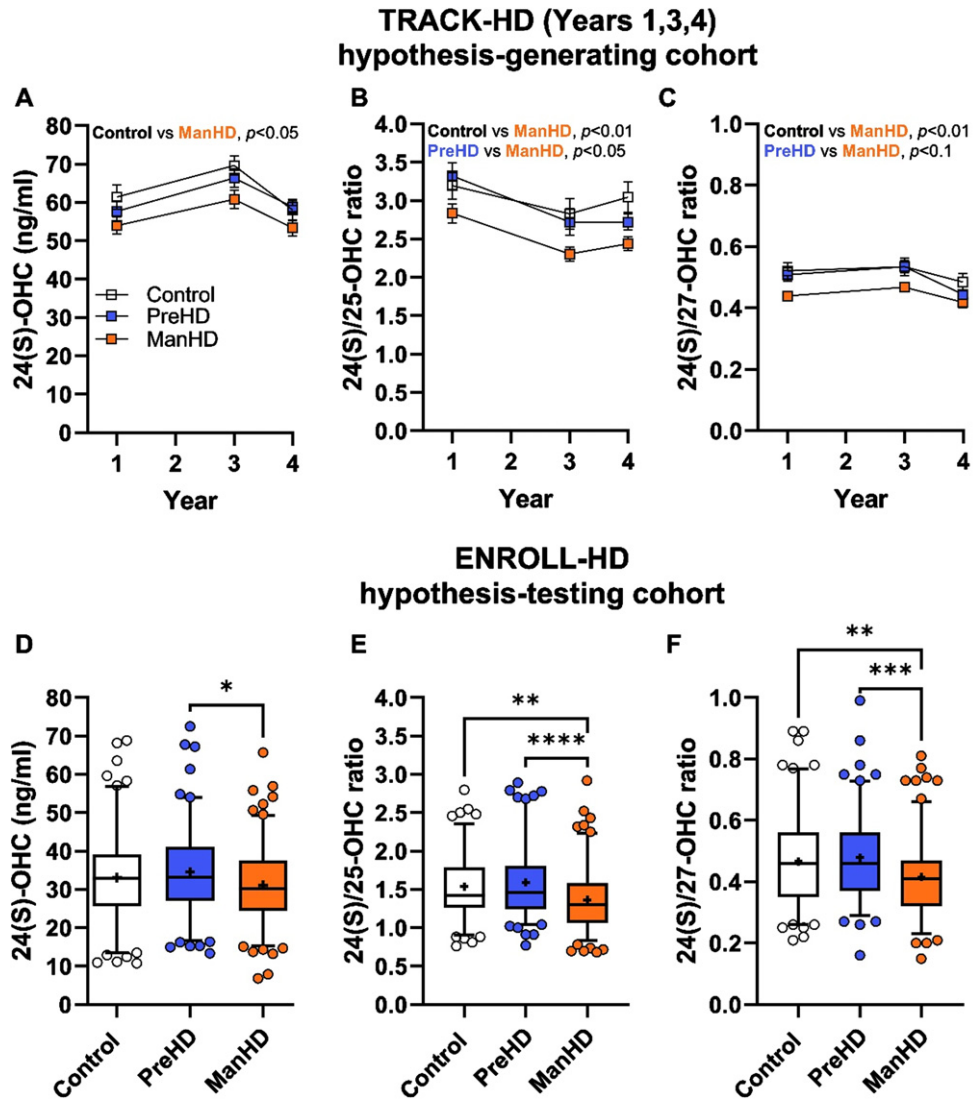 TRACK-HD (Years 1,3,4)
hypothesis-generating cohort
A
Control vs ManHD, p<0.05
80
70
60
50
40
30
20
10
0
24(S)-OHC (ng/ml)
Control
PreHD
ManHD
1 2 3 4
Year
B
Control vs ManHD, p<0.01
PreHD vs ManHD, p<0.05
4.0
3.5
3.0
2.5
2.0
1.5
1.0
0.5
0.0
24(S)/25-OHC ratio
1 2 3 4
Year
C
Control vs ManHD, p<0.01
PreHD vs ManHD, p<0.1
1.0
0.8
0.6
0.4
0.2
0.0
24(S)/27-OHC ratio
1 2 3 4
Year
ENROLL-HD
hypothesis-testing cohort
D
*
80
70
60
50
40
30
20
10
0
24(S)-OHC (ng/ml)
Control PreHD ManHD
E
**
****
4.0
3.5
3.0
2.5
2.0
1.5
1.0
0.5
0.0
24(S)/25-OHC ratio
Control PreHD ManHD
F
**
***
1.0
0.8
0.6
0.4
0.2
0.0
24(S)/27-OHC ratio
Control PreHD ManHD